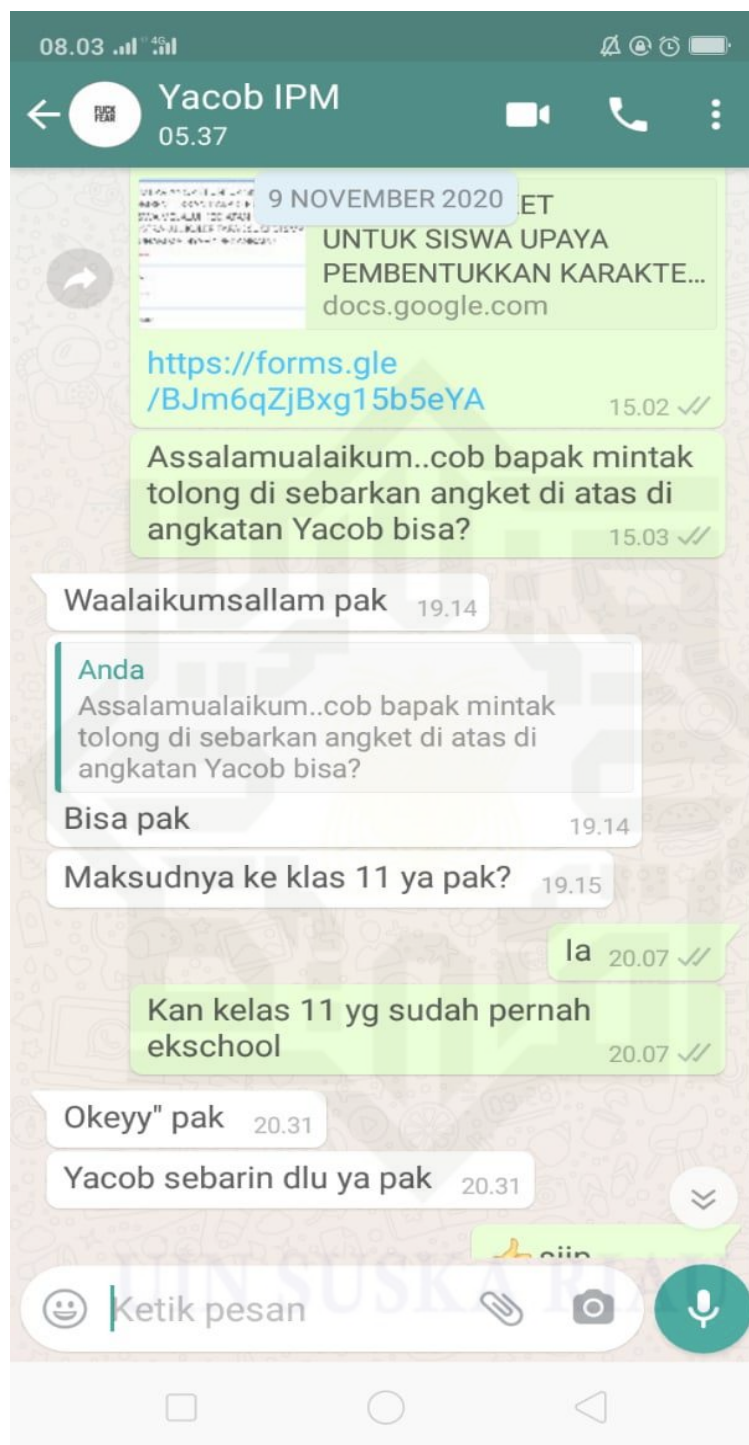 08.03
4G
Yacob IPM
05.37
FUCK
FEAR
9 NOVEMBER 2020
ET
UNTUK SISWA UPAYA
PEMBENTUKKAN KARAKTE...
docs.google.com
https://forms.gle
/BJm6qZjBxg15b5eYA
15.02
Assalamualaikum..cob bapak mintak
tolong di sebarkan angket di atas di
angkatan Yacob bisa?
15.03
Waalaikumsallam pak 19.14
Anda
Assalamualaikum..cob bapak mintak
tolong di sebarkan angket di atas di
angkatan Yacob bisa?
Bisa pak 19.14
Maksudnya ke klas 11 ya pak? 19.15
Ia 20.07
Kan kelas 11 yg sudah pernah
ekschool 20.07
Okeyy" pak 20.31
Yacob sebarin dlu ya pak 20.31
siip
UIN SUSKA RIAU
Ketik pesan